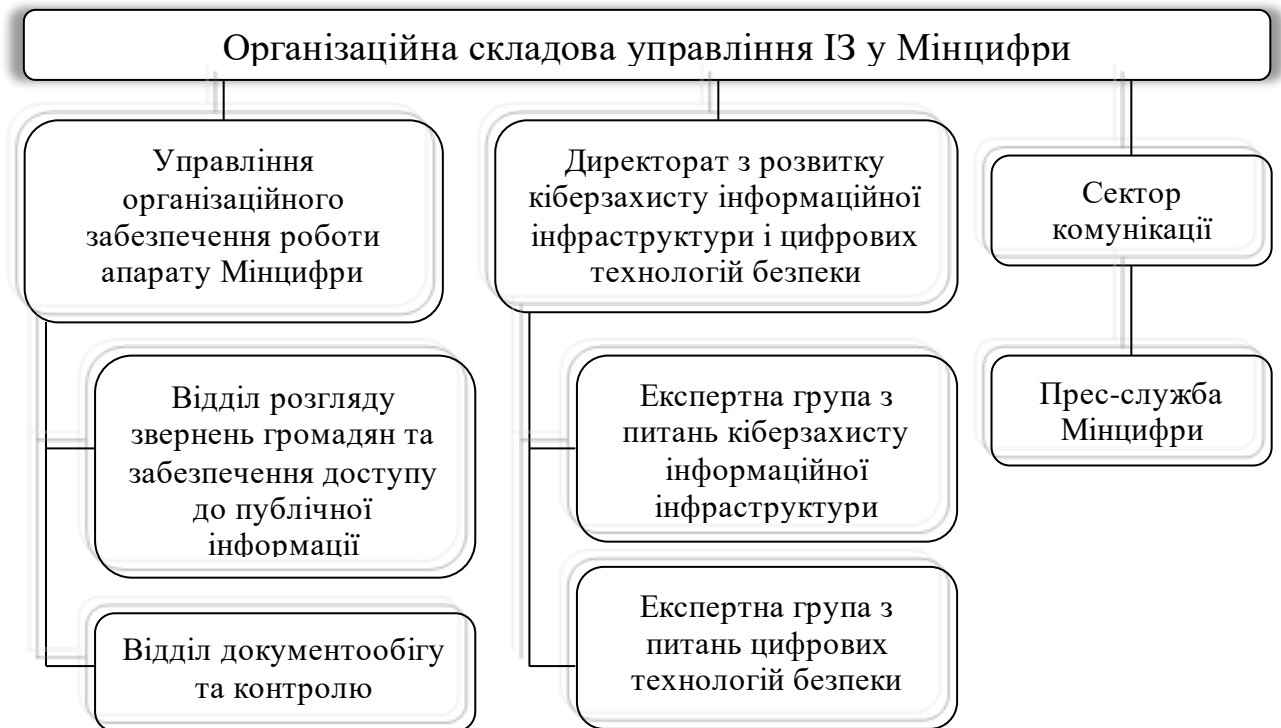 Організаційна складова управління ІЗ у Мінцифри
Управління
організаційного
забезпечення роботи
апарату Мінцифри
Відділ розгляду
звернень громадян та
забезпечення доступу
до публічної
інформації
Відділ документообігу
та контролю
Директорат з розвитку
кіберзахисту інформаційної
інфраструктури і цифрових
технологій безпеки
Експертна група з
питань кіберзахисту
інформаційної
інфраструктури
Експертна група з
питань цифрових
технологій безпеки
Сектор
комунікації
Прес-служба
Мінцифри